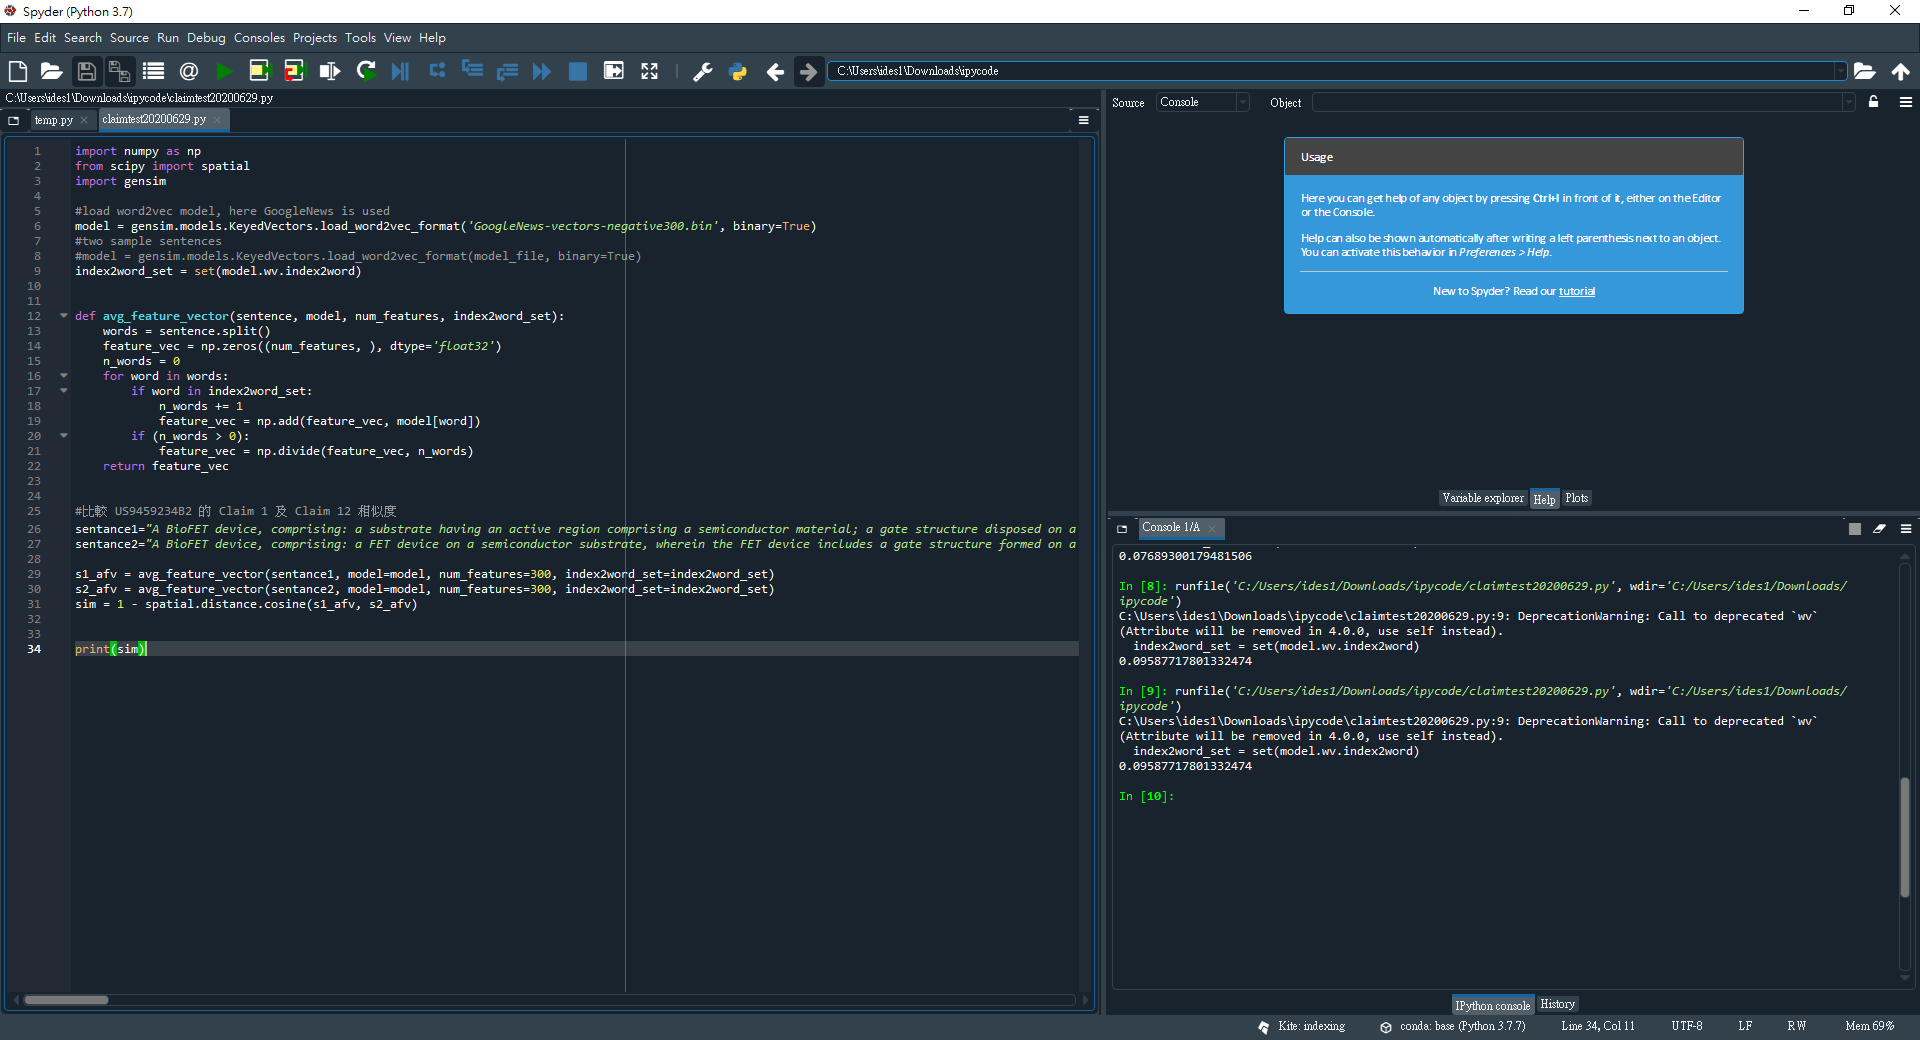 Spyder (Python 3.7)
File Edit Search Source Run Debug Consoles Projects Tools View Help
C:\Users\ides1\Downloads\ipycode
C:\Users\ides1\Downloads\ipycode\claimtest20200629.py
temp.py claimtest20200629.py
1 import numpy as np
2 from scipy import spatial
3 import gensim
4
5 #load word2vec model, here GoogleNews is used
6 model = gensim.models.KeyedVectors.load_word2vec_format('GoogleNews-vectors-negative300.bin', binary=True)
7 #two sample sentences
8 #model = gensim.models.KeyedVectors.load_word2vec_format(model_file, binary=True)
9 index2word_set = set(model.wv.index2word)
10
11
12 def avg_feature_vector(sentence, model, num_features, index2word_set):
13 words = sentence.split()
14 feature_vec = np.zeros((num_features, ), dtype='float32')
15 n_words = 0
16 for word in words:
17 if word in index2word_set:
18 n_words += 1
19 feature_vec = np.add(feature_vec, model[word])
20 if (n_words > 0):
21 feature_vec = np.divide(feature_vec, n_words)
22 return feature_vec
23
24
25 #比較 US9459234B2 的 Claim 1 及 Claim 12 相似度
26 sentance1="A BioFET device, comprising: a substrate having an active region comprising a semiconductor material; a gate structure disposed on a
27 sentance2="A BioFET device, comprising: a FET device on a semiconductor substrate, wherein the FET device includes a gate structure formed on a
28
29 s1_afv = avg_feature_vector(sentance1, model=model, num_features=300, index2word_set=index2word_set)
30 s2_afv = avg_feature_vector(sentance2, model=model, num_features=300, index2word_set=index2word_set)
31 sim = 1 - spatial.distance.cosine(s1_afv, s2_afv)
32
33
34 print(sim)
Source Console Object
Usage
Here you can get help of any object by pressing Ctrl+I in front of it, either on the Editor
or the Console.
Help can also be shown automatically after writing a left parenthesis next to an object.
You can activate this behavior in Preferences > Help.
New to Spyder? Read our tutorial
Variable explorer Help Plots
Console 1/A
0.07689300179481506
In [8]: runfile('C:/Users/ides1/Downloads/ipycode/claimtest20200629.py', wdir='C:/Users/ides1/Downloads/
ipycode')
C:\Users\ides1\Downloads\ipycode\claimtest20200629.py:9: DeprecationWarning: Call to deprecated `wv`
(Attribute will be removed in 4.0.0, use self instead).
index2word_set = set(model.wv.index2word)
0.09587717801332474
In [9]: runfile('C:/Users/ides1/Downloads/ipycode/claimtest20200629.py', wdir='C:/Users/ides1/Downloads/
ipycode')
C:\Users\ides1\Downloads\ipycode\claimtest20200629.py:9: DeprecationWarning: Call to deprecated `wv`
(Attribute will be removed in 4.0.0, use self instead).
index2word_set = set(model.wv.index2word)
0.09587717801332474
In [10]:
IPython console History
Kite: indexing conda: base (Python 3.7.7) Line 34, Col 11 UTF-8 LF RW Mem 69%